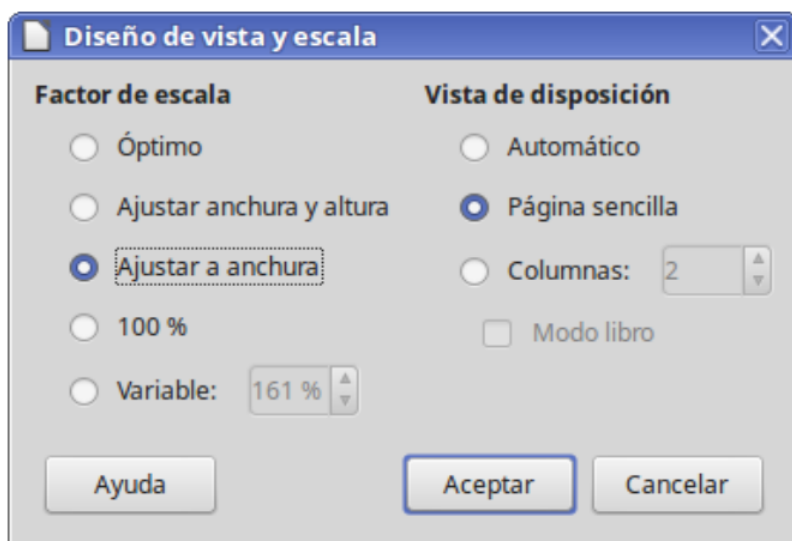 Diseño de vista y escala
Factor de escala
Óptimo
Ajustar anchura y altura
Ajustar a anchura
100 %
Variable: 161 %
Vista de disposición
Automático
Página sencilla
Columnas: 2
Modo libro
Ayuda
Aceptar
Cancelar